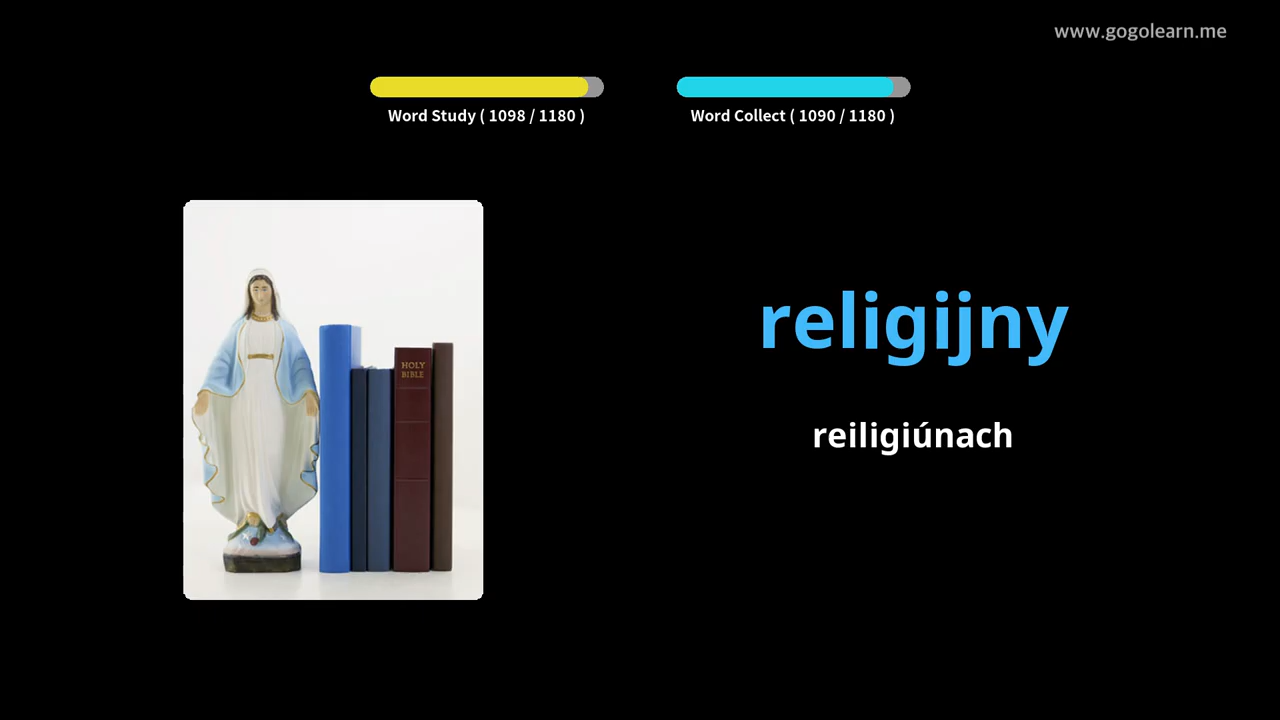 www.gogolearn.me
Word Study ( 1098 / 1180 )
Word Collect ( 1090 / 1180 )
HOLY
BIBLE
religijny
reiligiúnach